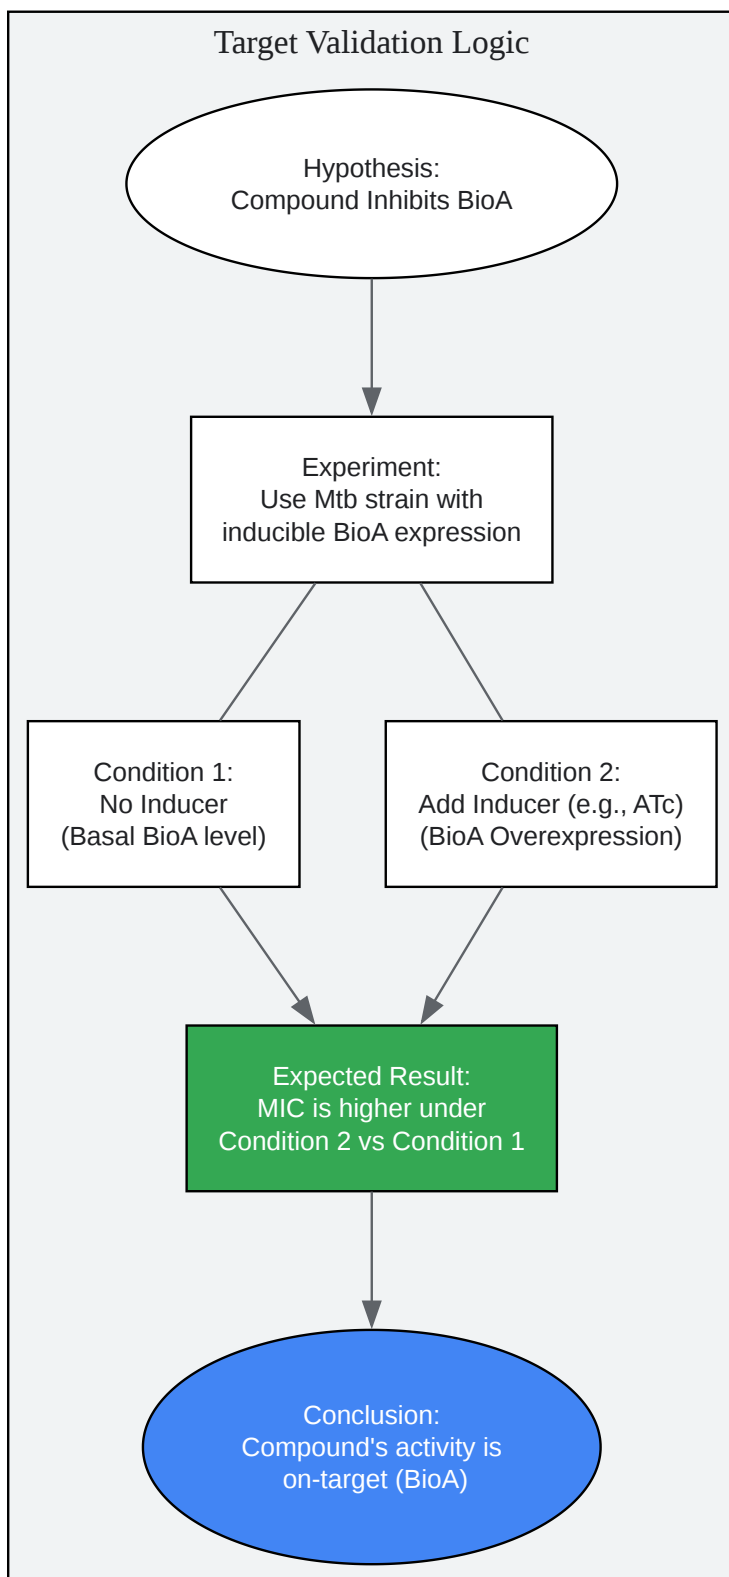 Target Validation Logic
Hypothesis:
Compound Inhibits BioA
Experiment:
Use Mtb strain with
inducible BioA expression
Condition 1:
No Inducer
(Basal BioA level)
Condition 2:
Add Inducer (e.g., ATc)
(BioA Overexpression)
Expected Result:
MIC is higher under
Condition 2 vs Condition 1
Conclusion:
Compound's activity is
on-target (BioA)